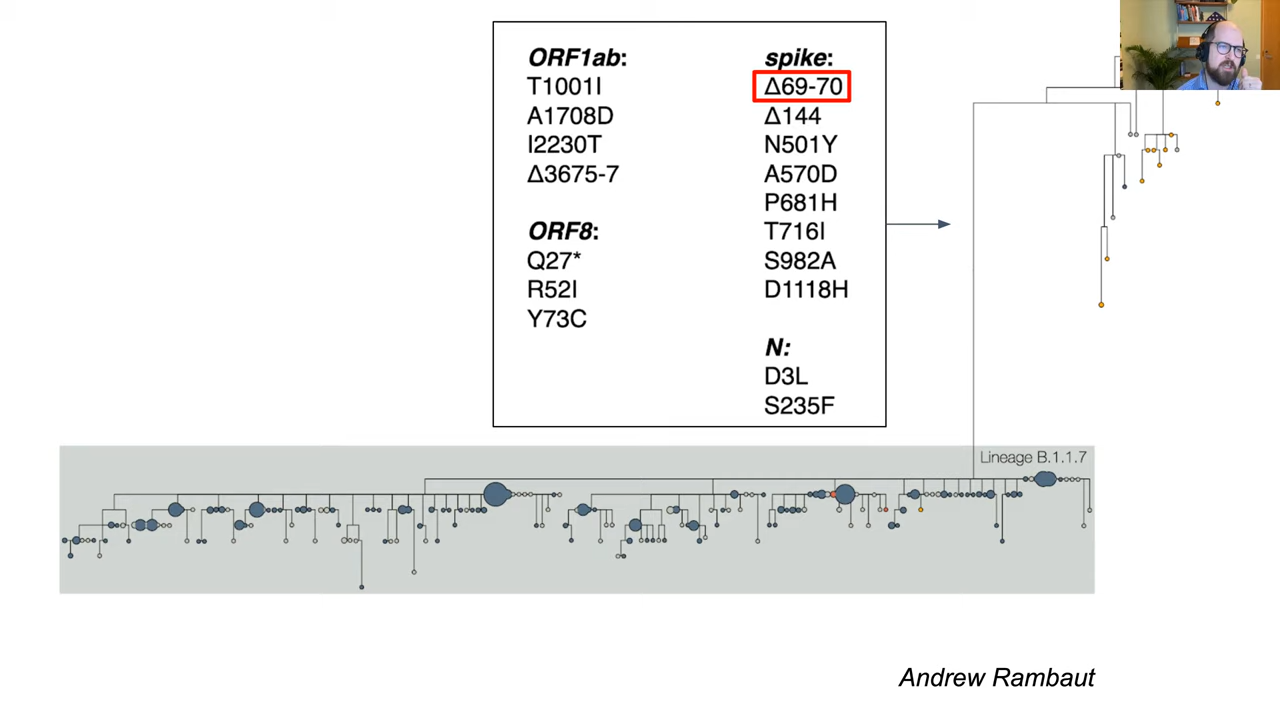 ORF1ab:
T1001I
A1708D
I2230T
Δ3675-7
ORF8:
Q27*
R52I
Y73C
spike:
Δ69-70
Δ144
N501Y
A570D
P681H
T716I
S982A
D1118H
N:
D3L
S235F
Lineage B.1.1.7
Andrew Rambaut